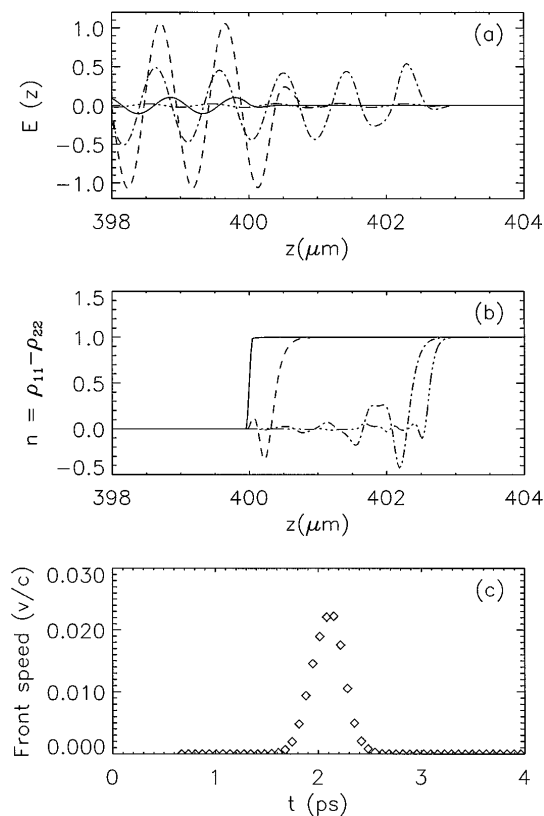 (a)
1.0
0.5
0.0
−0.5
−1.0
E (z)
398 400 402 404
z(μm)
(b)
1.5
1.0
0.5
0.0
−0.5
n = ρ11−ρ22
398 400 402 404
z(μm)
(c)
0.030
0.020
0.010
0.000
Front speed (v/c)
0 1 2 3 4
t (ps)